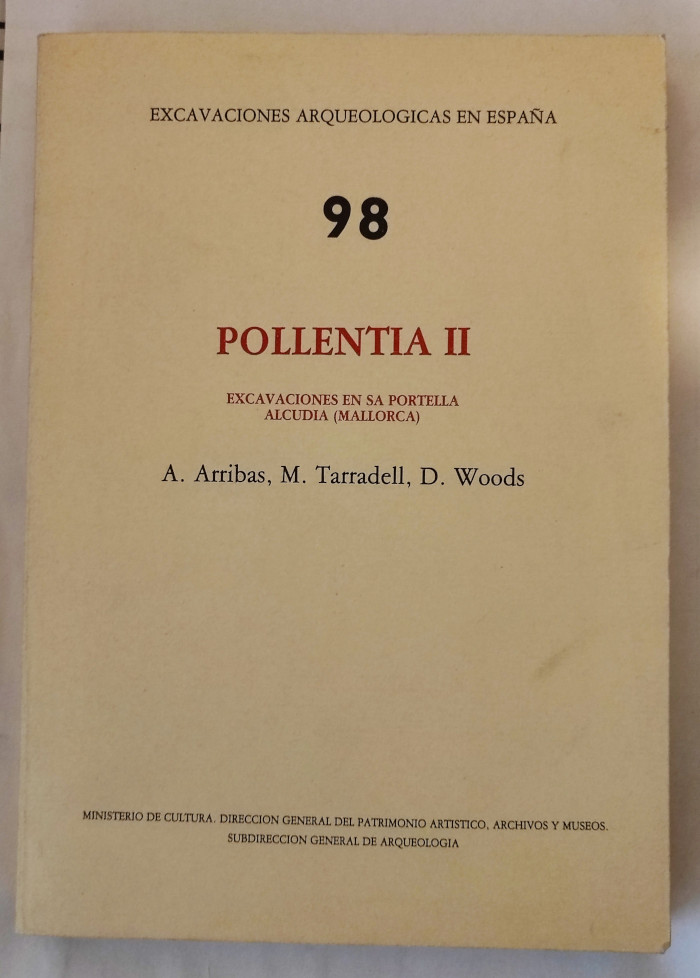 EXCAVACIONES ARQUEOLOGICAS EN ESPAÑA
98
POLLENTIA II
EXCAVACIONES EN SA PORTELLA
ALCUDIA (MALLORCA)
A. Arribas, M. Tarradell, D. Woods
MINISTERIO DE CULTURA. DIRECCION GENERAL DEL PATRIMONIO ARTISTICO, ARCHIVOS Y MUSEOS.
SUBDIRECCION GENERAL DE ARQUEOLOGIA